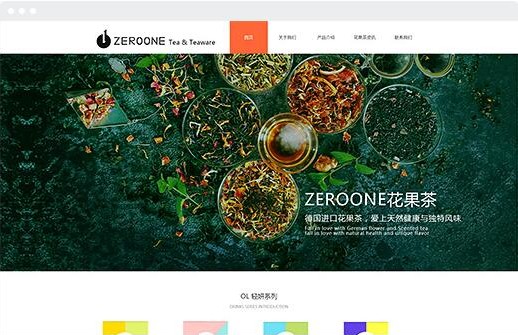 ZEROONE Tea & Teaware
首页 关于我们 产品介绍 花果茶资讯 联系我们
ZEROONE花果茶
德国进口花果茶，爱上天然健康与独特风味
Fall in love with German flower and Scented tea
fall in love with natural health and unique flavor
OL 轻妍系列